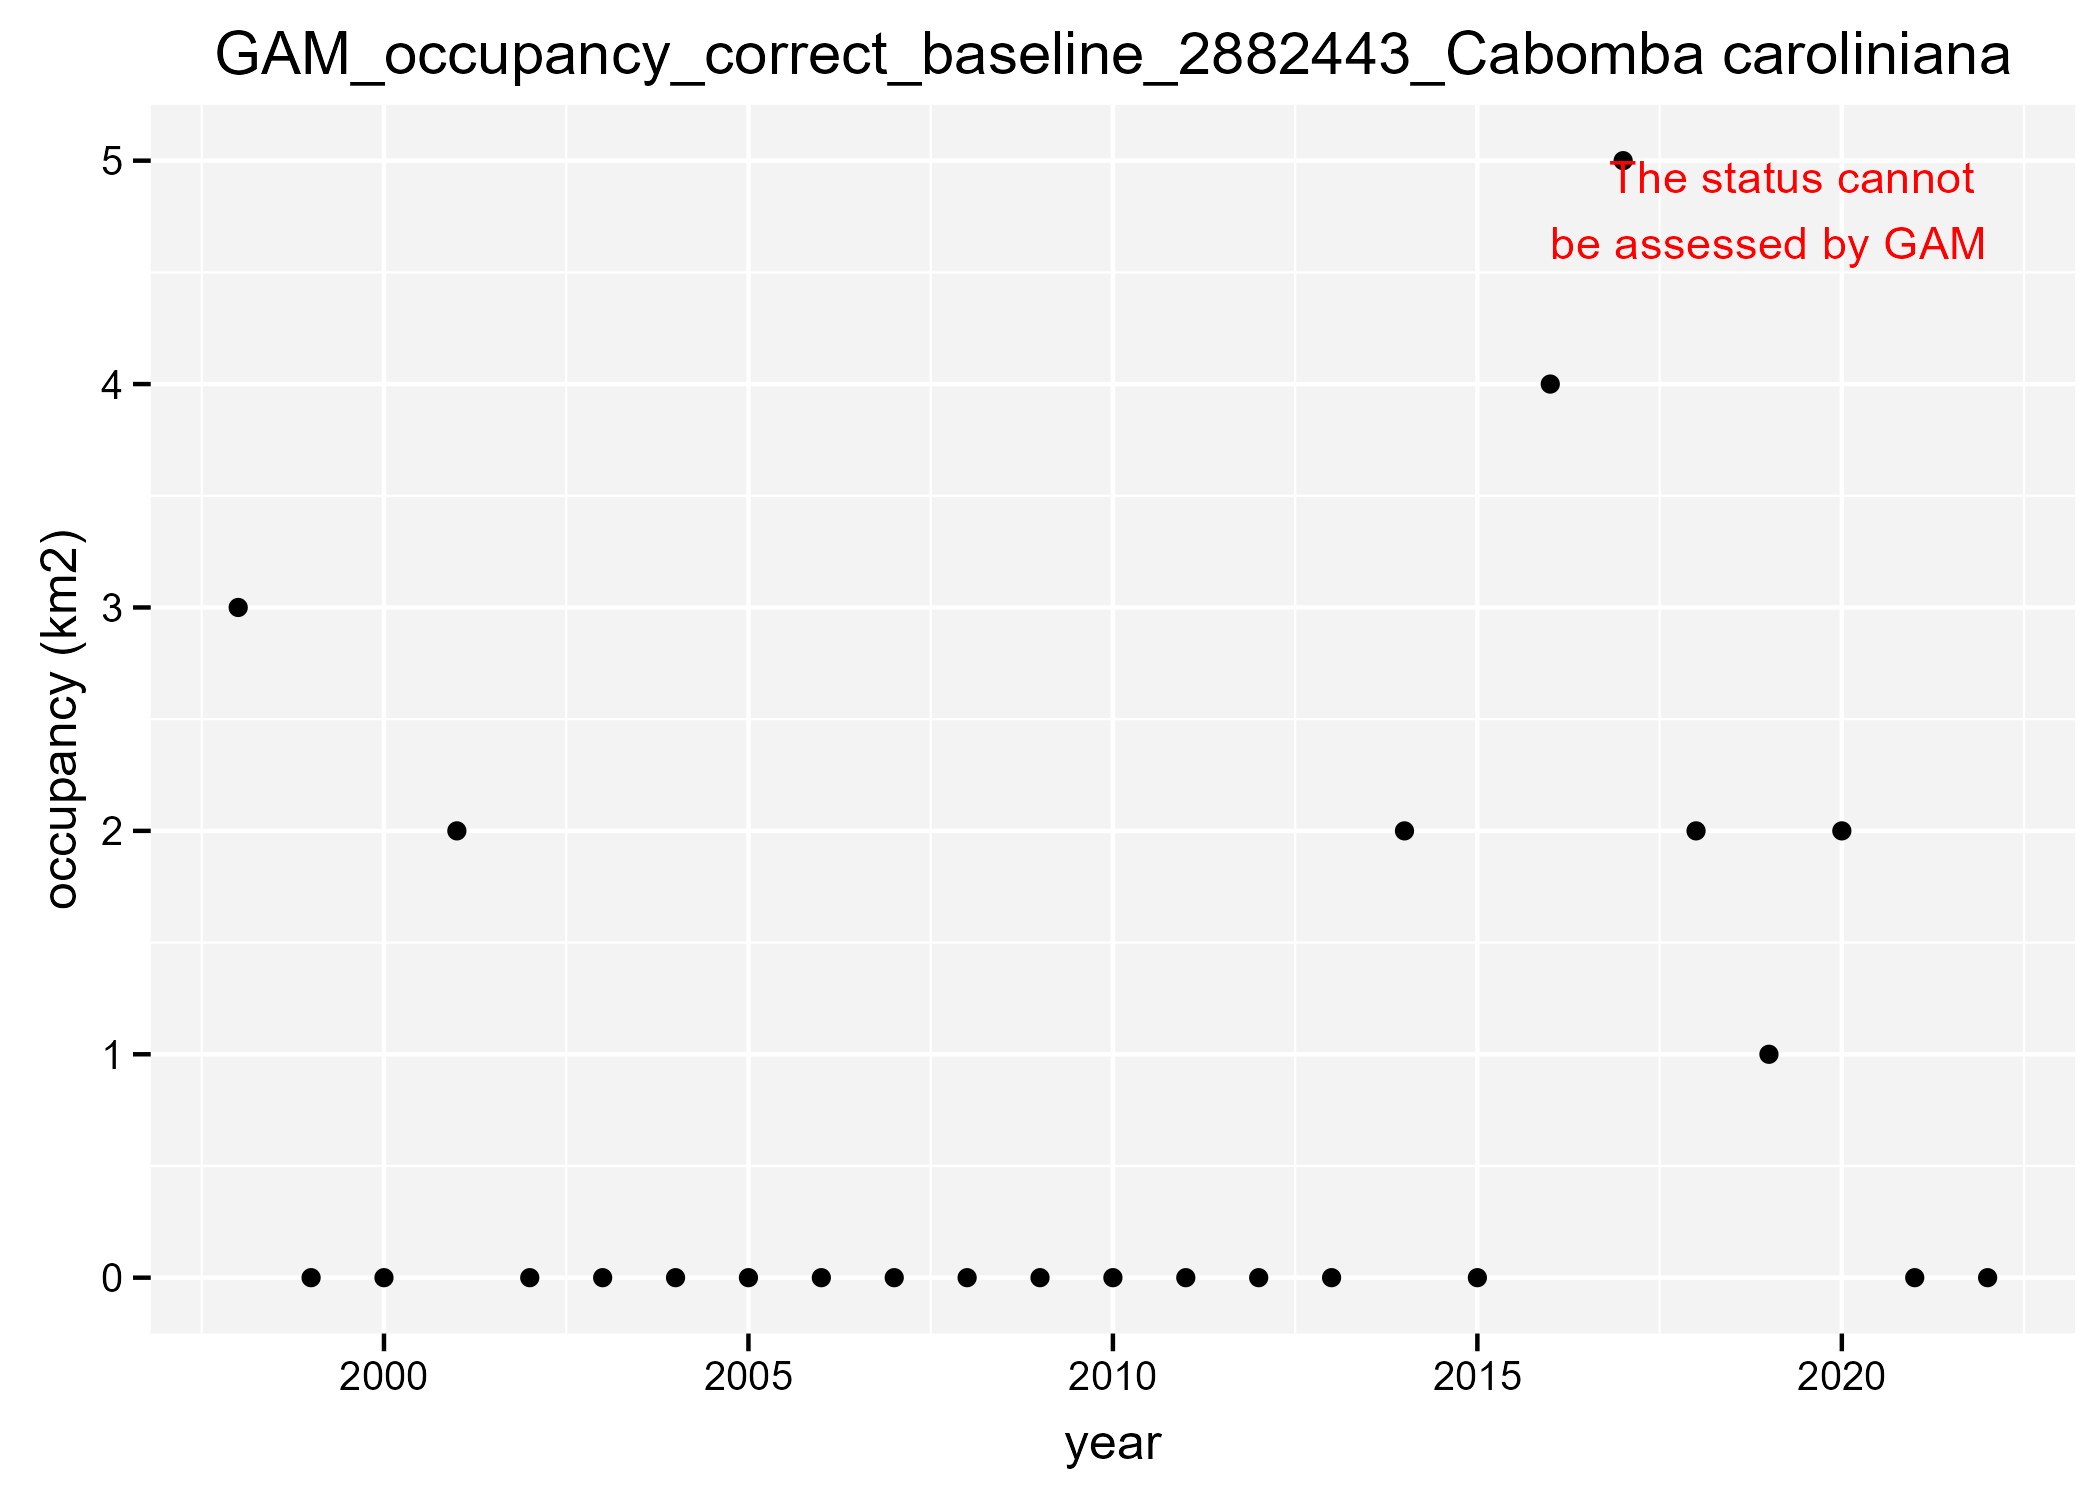 GAM_occupancy_correct_baseline_2882443_Cabomba caroliniana
The status cannot
be assessed by GAM
occupancy (km2)
5
4
3
2
1
0
2000 2005 2010 2015 2020
year